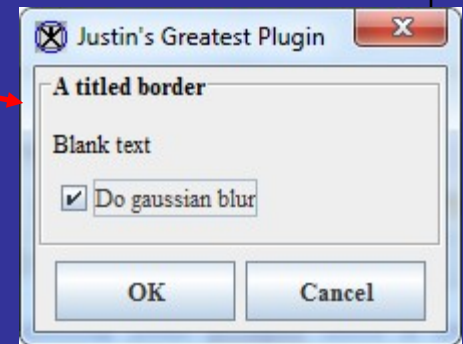 Justin's Greatest Plugin
A titled border
Blank text
Do gaussian blur
OK
Cancel